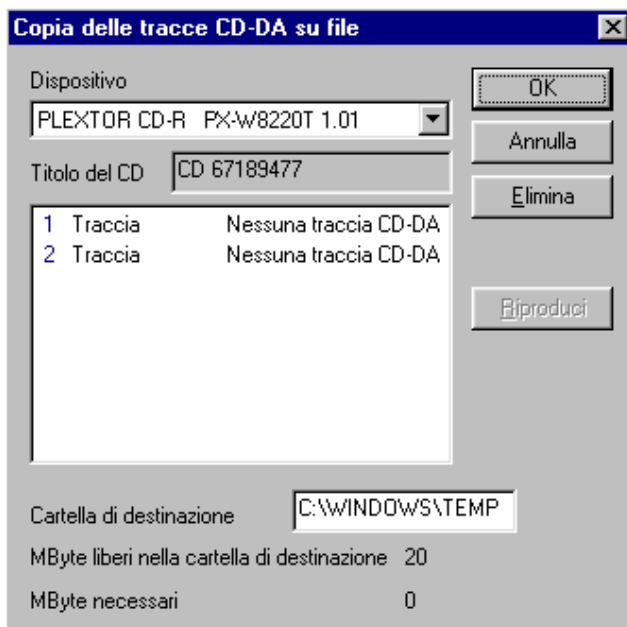 Copia delle tracce CD-DA su file
Dispositivo
PLEXTOR CD-R PX-W8220T 1.01
Titolo del CD CD 67189477
1 Traccia Nessuna traccia CD-DA
2 Traccia Nessuna traccia CD-DA
OK
Annulla
Elimina
Riproduci
Cartella di destinazione C:\WINDOWS\TEMP
MByte liberi nella cartella di destinazione 20
MByte necessari 0